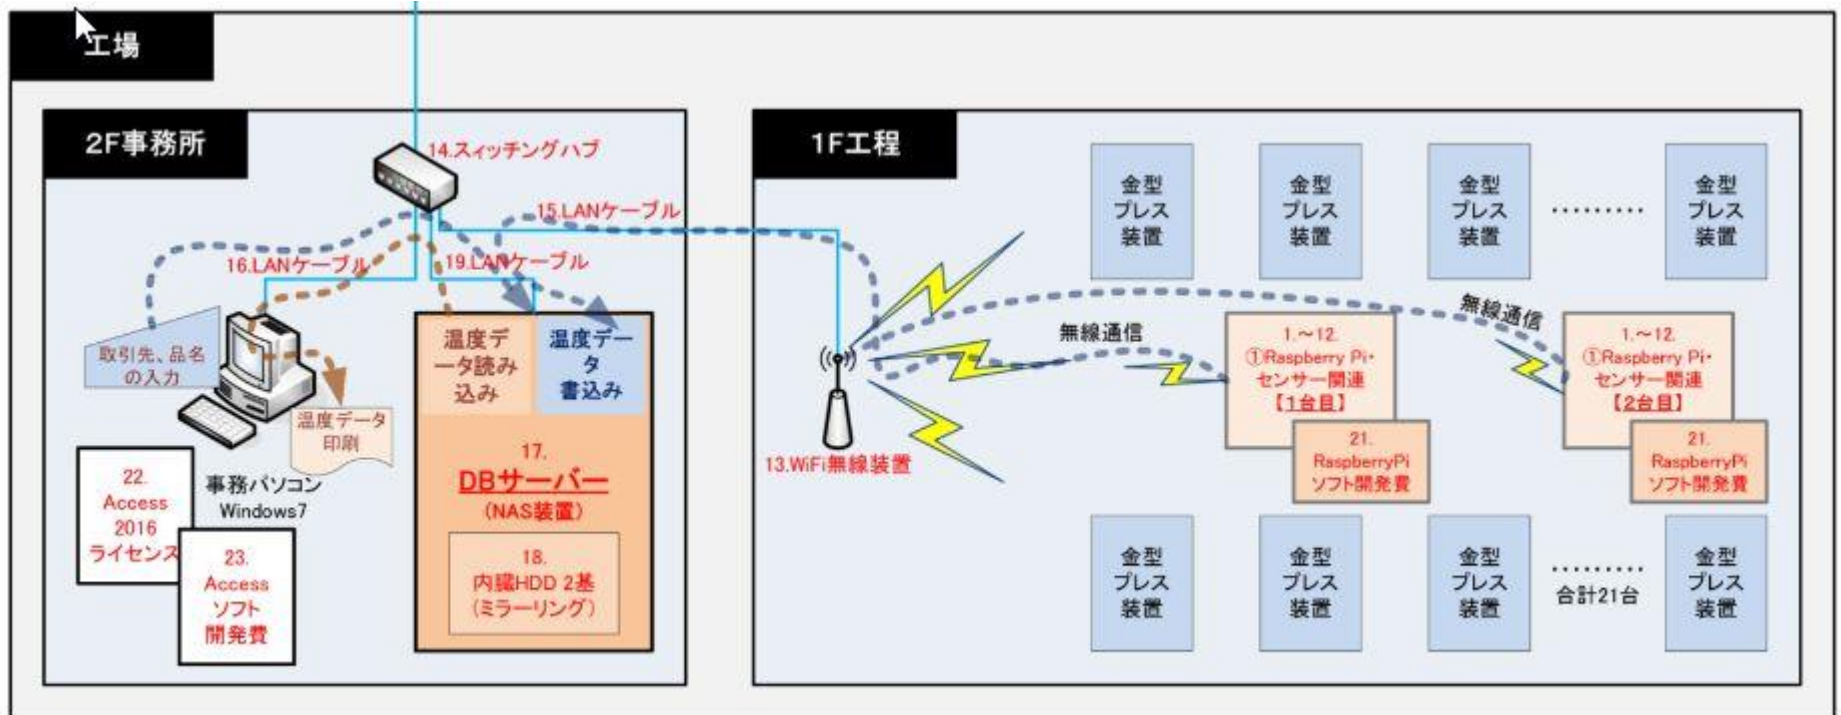 工場
2F事務所
14.スィッチングハブ
15.LANケーブル
16.LANケーブル
19.LANケーブル
取引先、品名
の入力
温度データ
印刷
事務パソコン
Windows7
22.
Access
2016
ライセンス
23.
Access
ソフト
開発費
温度デ
ータ読み
込み
温度デー
タ
書込み
17.
DBサーバー
(NAS装置)
18.
内臓HDD 2基
(ミラーリング)
1F工程
金型
プレス
装置
金型
プレス
装置
金型
プレス
装置
………
金型
プレス
装置
無線通信
無線通信
13.WiFi無線装置
1.～12.
①Raspberry Pi・
センサー関連
【1台目】
21.
RaspberryPi
ソフト開発費
1.～12.
①Raspberry Pi・
センサー関連
【2台目】
21.
RaspberryPi
ソフト開発費
金型
プレス
装置
金型
プレス
装置
金型
プレス
装置
………
合計21台
金型
プレス
装置